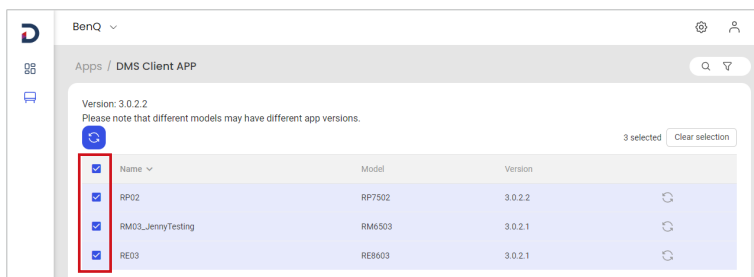 BenQ
Apps / DMS Client APP
Version: 3.0.2.2
Please note that different models may have different app versions.
3 selected Clear selection
Name Model Version
RP02 RP7502 3.0.2.2
RM03_JennyTesting RM6503 3.0.2.1
RE03 RE8603 3.0.2.1